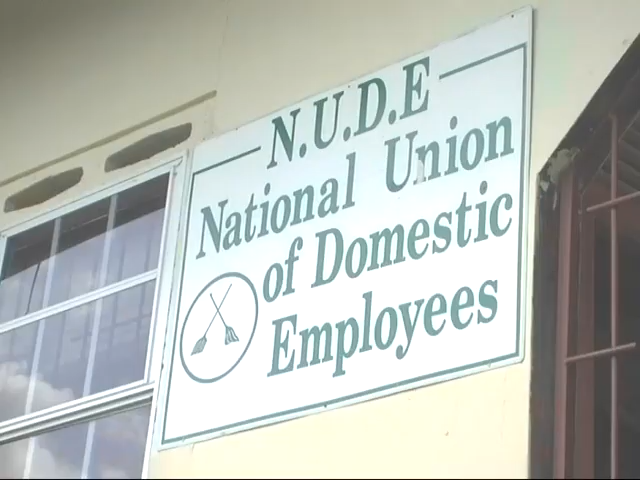 N.U.D.E
National Union
of Domestic
Employees